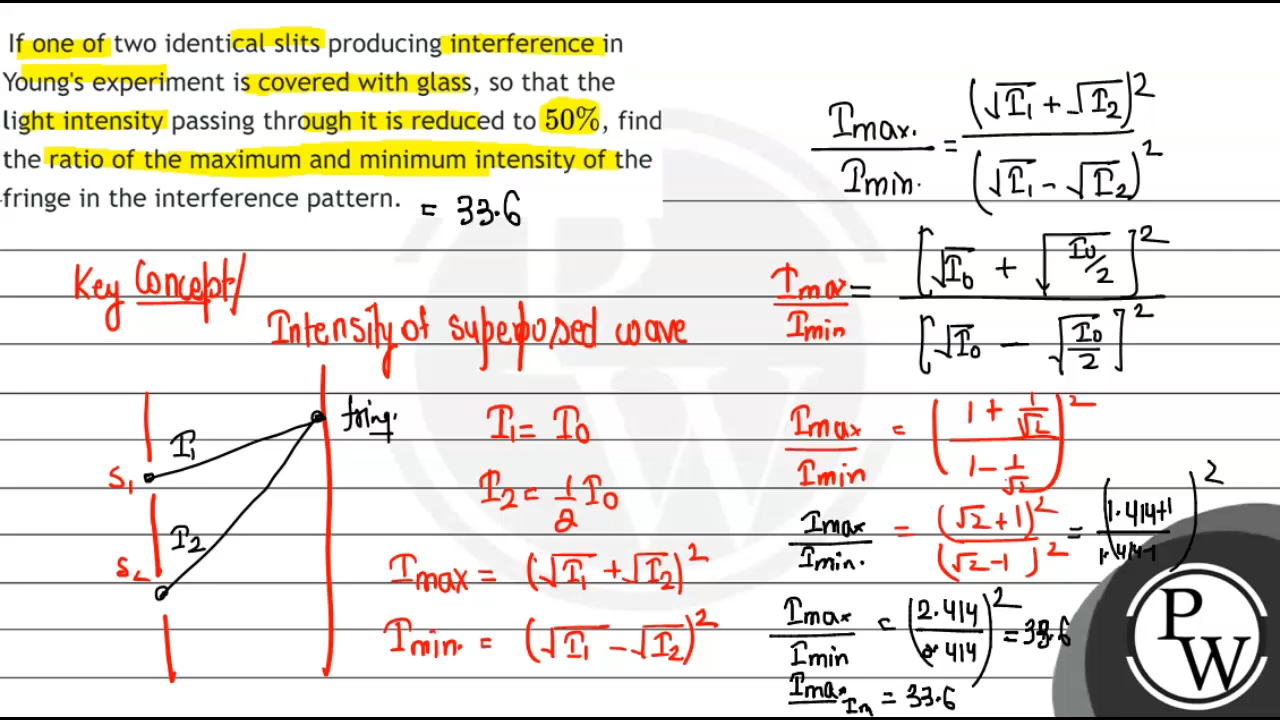 If one of two identical slits producing interference in
Young's experiment is covered with glass, so that the
light intensity passing through it is reduced to 50%, find
the ratio of the maximum and minimum intensity of the
fringe in the interference pattern.
= 33.6
Key Concept/
Intensity of superposed wave
S₁
I₁
S₂
I₂
fring.
I₁ = I₀
I₂ = 1/2 I₀
Imax = (√I₁ + √I₂)²
Imin. = (√I₁ - √I₂)²
Imax./Imin. = (√I₁ + √I₂)²/(√I₁ - √I₂)²
Imax/Imin = [√I₀ + √I₀/2]²/[√I₀ - √I₀/2]²
Imax/Imin = (1 + 1/√2 / 1 - 1/√2)²
Imax/Imin. = (√2 + 1)²/(√2 - 1)² = (1.414+1/1.414-1)²
Imax/Imin = (2.414/.414)² = 33.6
Imax/Im = 33.6
PW